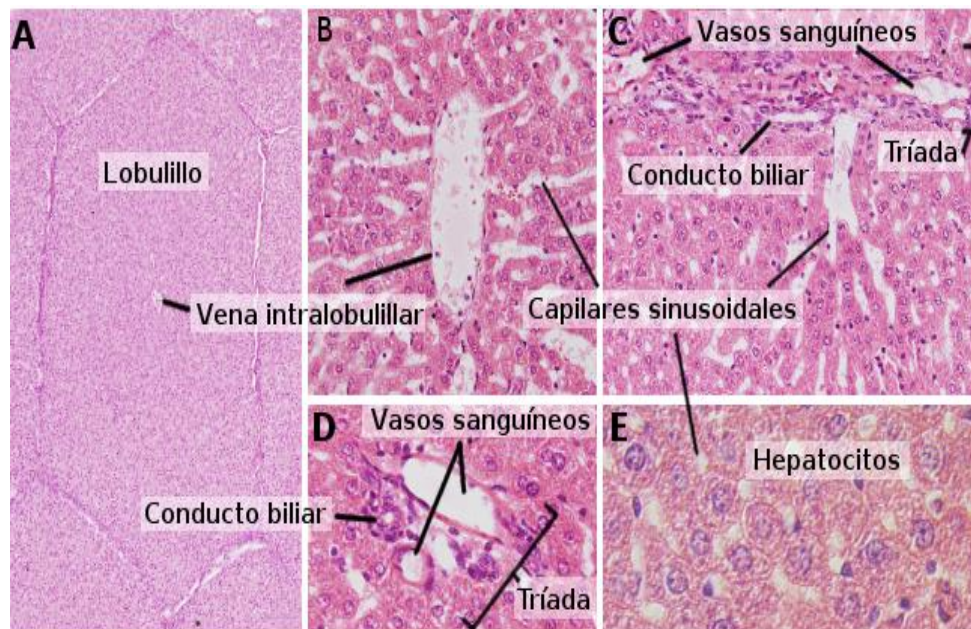 A
Lobulillo
Vena intralobulillar
B
C
Vasos sanguíneos
Conducto biliar
Tríada
Capilares sinusoidales
D
Vasos sanguíneos
Conducto biliar
Tríada
E
Hepatocitos